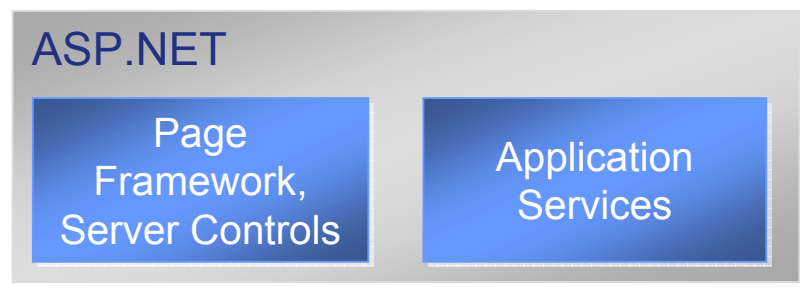 ASP.NET
Page
Framework,
Server Controls
Application
Services